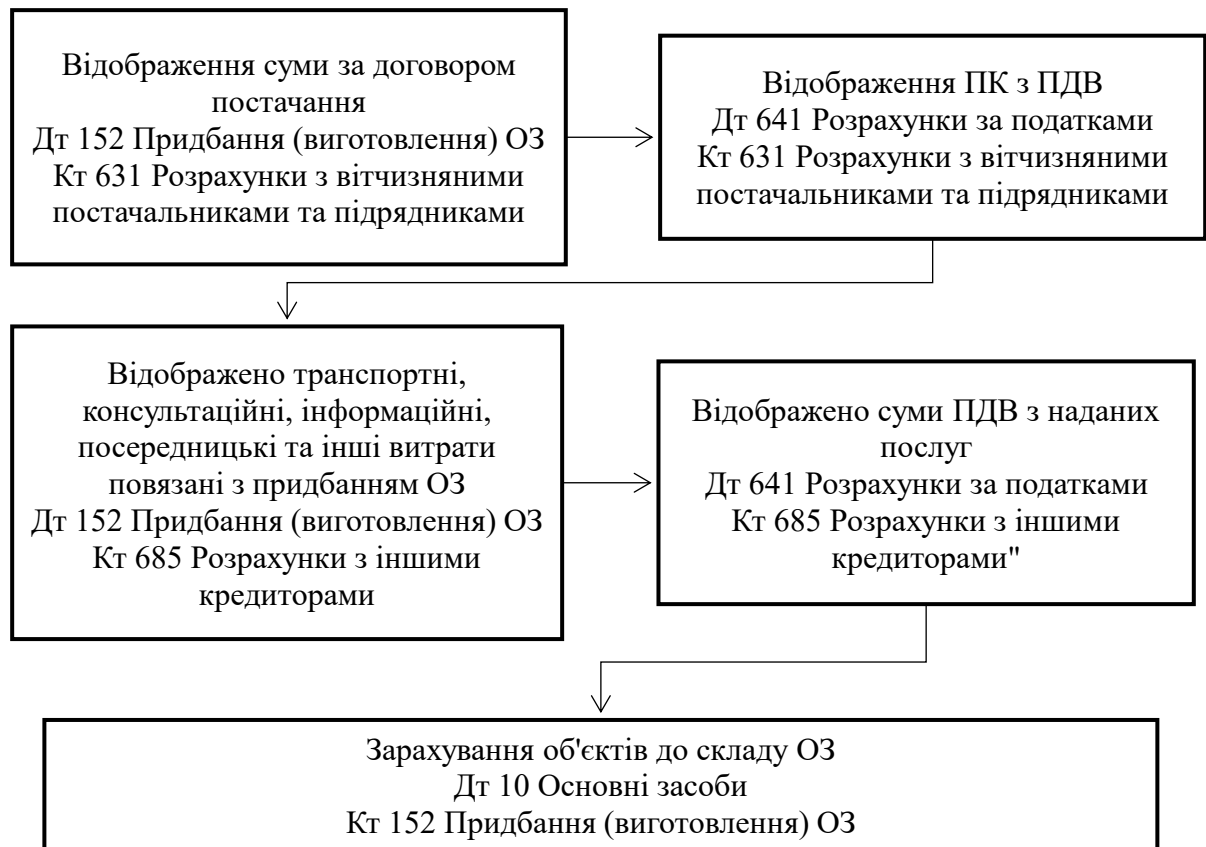 Відображення суми за договором
постачання
Дт 152 Придбання (виготовлення) ОЗ
Кт 631 Розрахунки з вітчизняними
постачальниками та підрядниками
Відображення ПК з ПДВ
Дт 641 Розрахунки за податками
Кт 631 Розрахунки з вітчизняними
постачальниками та підрядниками
Відображено транспортні,
консультаційні, інформаційні,
посередницькі та інші витрати
повязані з придбанням ОЗ
Дт 152 Придбання (виготовлення) ОЗ
Кт 685 Розрахунки з іншими
кредиторами
Відображено суми ПДВ з наданих
послуг
Дт 641 Розрахунки за податками
Кт 685 Розрахунки з іншими
кредиторами"
Зарахування об'єктів до складу ОЗ
Дт 10 Основні засоби
Кт 152 Придбання (виготовлення) ОЗ